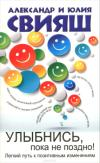 Александр и Юлия
СВИЯШ
УЛЫБНИСЬ,
пока не поздно!
Легкий путь к позитивным изменениям